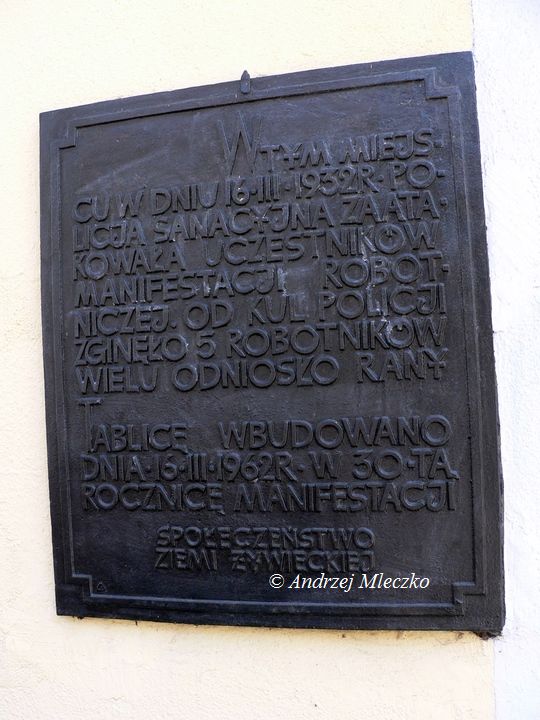 W TYM MIEJS-
CU W DNIU 16·III·1932R· PO-
LICJA SANACYJNA ZAATA-
KOWAŁA UCZESTNIKÓW
MANIFESTACJI ROBOT-
NICZEJ. OD KUL POLICJI
ZGINĘŁO 5 ROBOTNIKÓW
WIELU ODNIOSŁO RANY
TABLICĘ WBUDOWANO
DNIA·16·III·1962R· W 30·TĄ
ROCZNICĘ MANIFESTACJI
SPOŁECZEŃSTWO
ZIEMI ŻYWIECKIEJ
© Andrzej Mleczko